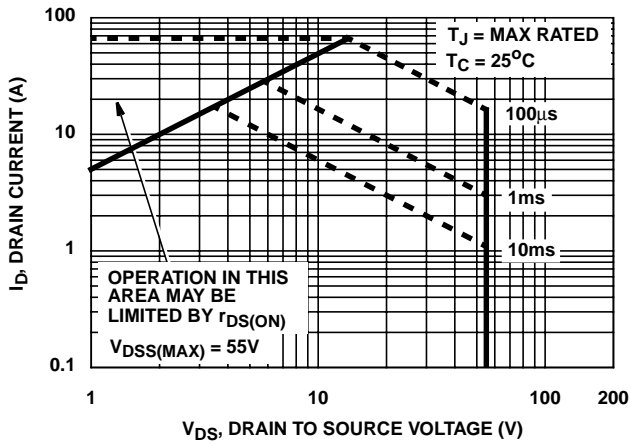 100
T_J = MAX RATED
T_C = 25°C
100μs
10
1ms
1
10ms
OPERATION IN THIS
AREA MAY BE
LIMITED BY r_DS(ON)
V_DSS(MAX) = 55V
0.1
1
10
100
200
I_D, DRAIN CURRENT (A)
V_DS, DRAIN TO SOURCE VOLTAGE (V)